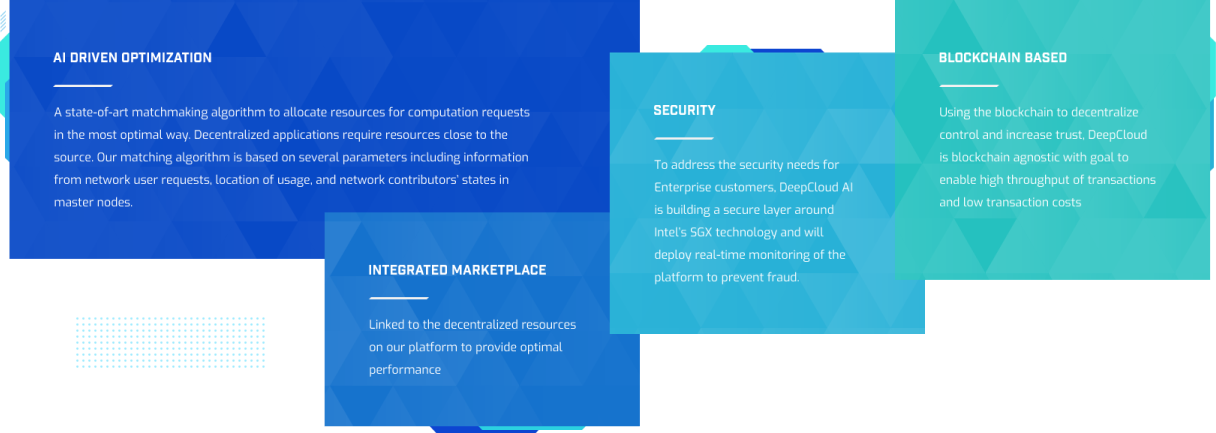 AI DRIVEN OPTIMIZATION
A state-of-art matchmaking algorithm to allocate resources for computation requests
in the most optimal way. Decentralized applications require resources close to the
source. Our matching algorithm is based on several parameters including information
from network user requests, location of usage, and network contributors' states in
master nodes.
INTEGRATED MARKETPLACE
Linked to the decentralized resources
on our platform to provide optimal
performance
SECURITY
To address the security needs for
Enterprise customers, DeepCloud AI
is building a secure layer around
Intel's SGX technology and will
deploy real-time monitoring of the
platform to prevent fraud.
BLOCKCHAIN BASED
Using the blockchain to decentralize
control and increase trust, DeepCloud
is blockchain agnostic with goal to
enable high throughput of transactions
and low transaction costs